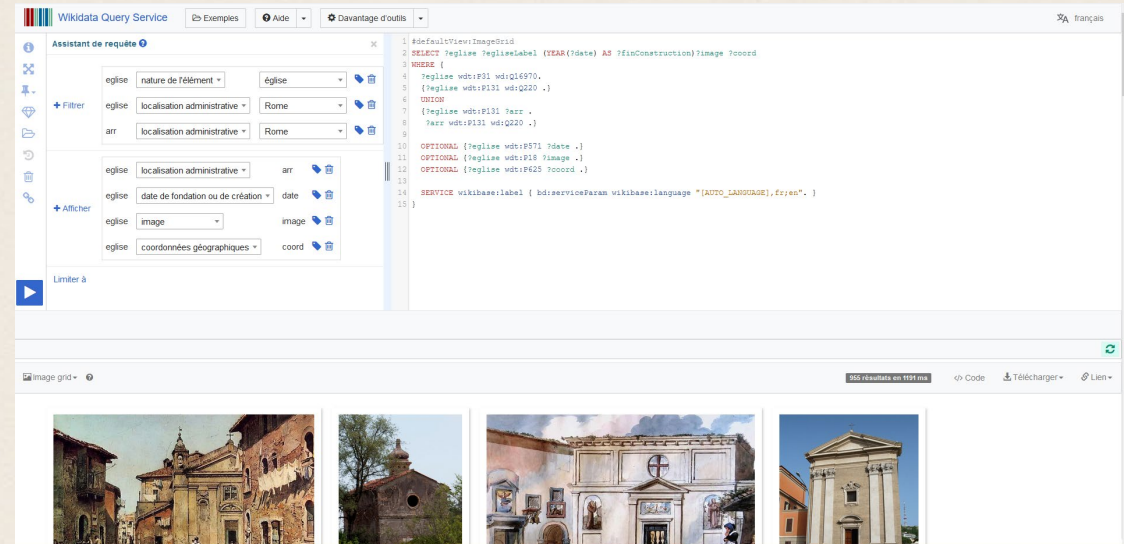 Wikidata Query Service Exemples Aide Davantage d'outils français
Assistant de requête
eglise nature de l'élément église
+ Filtrer eglise localisation administrative Rome
arr localisation administrative Rome
eglise localisation administrative arr
eglise date de fondation ou de création date
+ Afficher
eglise image image
eglise coordonnées géographiques coord
Limiter à
1 #defaultView:ImageGrid
2 SELECT ?eglise ?egliseLabel (YEAR(?date) AS ?finConstruction)?image ?coord
3 WHERE {
4 ?eglise wdt:P31 wd:Q16970.
5 {?eglise wdt:P131 wd:Q220 .}
6 UNION
7 {?eglise wdt:P131 ?arr .
8 ?arr wdt:P131 wd:Q220 .}
9
10 OPTIONAL {?eglise wdt:P571 ?date .}
11 OPTIONAL {?eglise wdt:P18 ?image .}
12 OPTIONAL {?eglise wdt:P625 ?coord .}
13
14 SERVICE wikibase:label { bd:serviceParam wikibase:language "[AUTO_LANGUAGE],fr;en". }
15 }
Image grid 955 résultats en 1191 ms </> Code Télécharger Lien